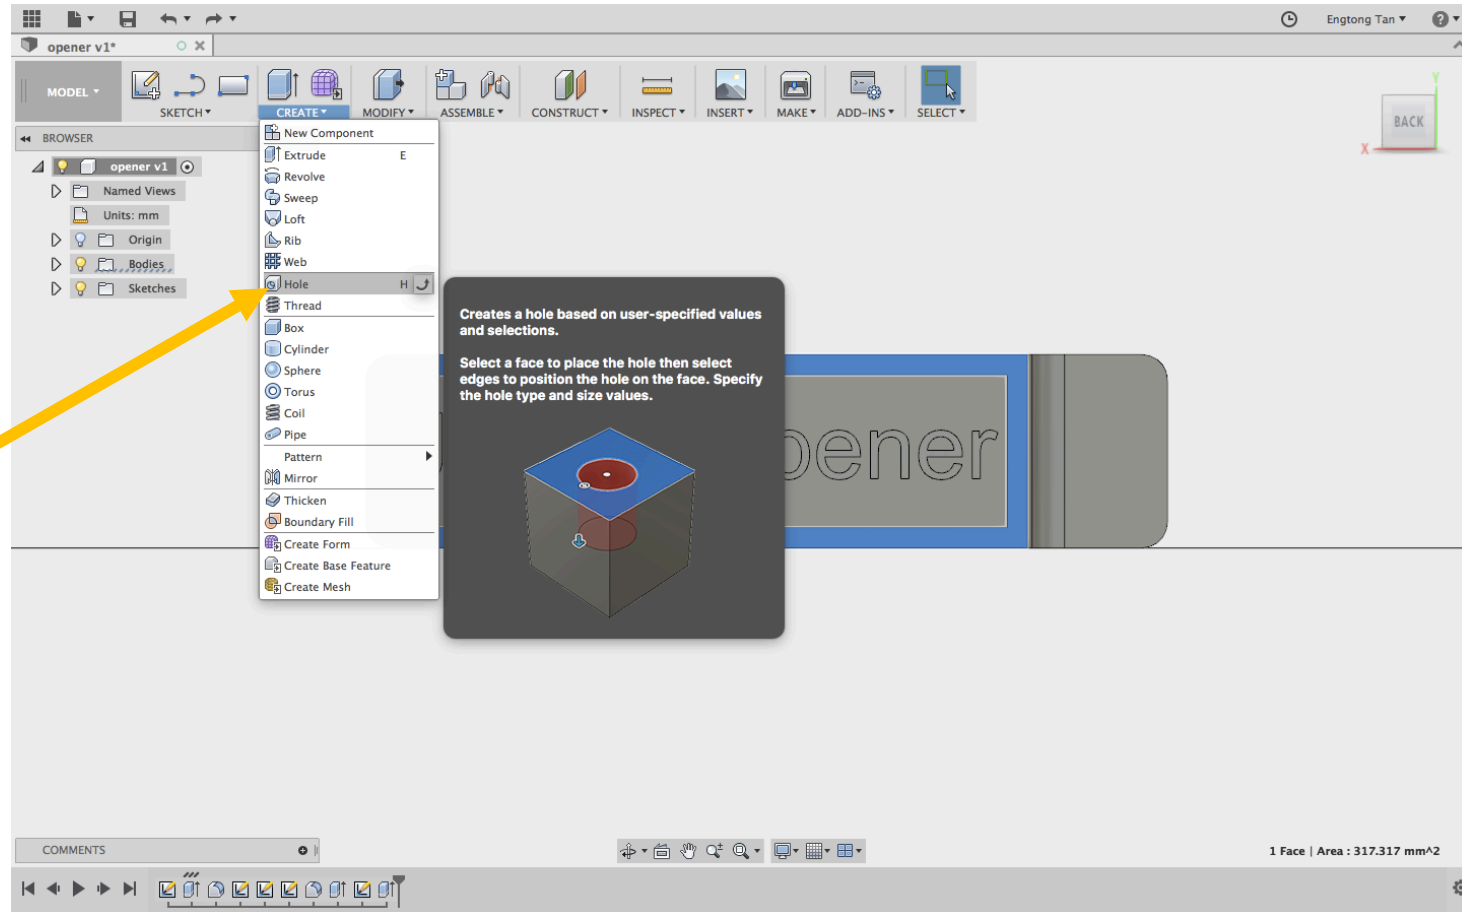 Engtong Tan
opener v1*
MODEL
SKETCH
CREATE
MODIFY
ASSEMBLE
CONSTRUCT
INSPECT
INSERT
MAKE
ADD-INS
SELECT
BACK
Y
X
BROWSER
opener v1
Named Views
Units: mm
Origin
Bodies
Sketches
New Component
Extrude E
Revolve
Sweep
Loft
Rib
Web
Hole H
Thread
Box
Cylinder
Sphere
Torus
Coil
Pipe
Pattern
Mirror
Thicken
Boundary Fill
Create Form
Create Base Feature
Create Mesh
Creates a hole based on user-specified values
and selections.
Select a face to place the hole then select
edges to position the hole on the face. Specify
the hole type and size values.
pener
COMMENTS
1 Face | Area : 317.317 mm^2